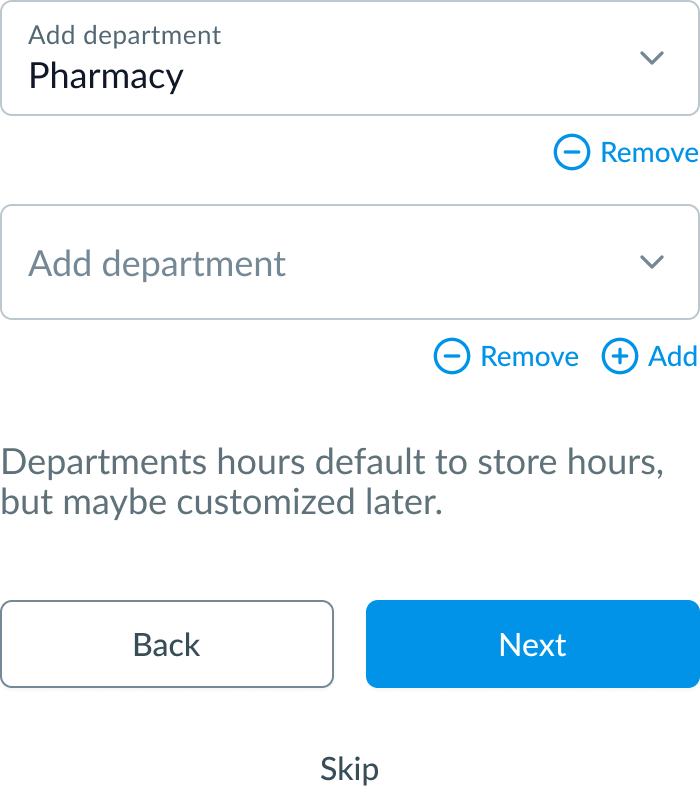 Add department
Pharmacy
Remove
Add department
Remove Add
Departments hours default to store hours,
but maybe customized later.
Back Next
Skip